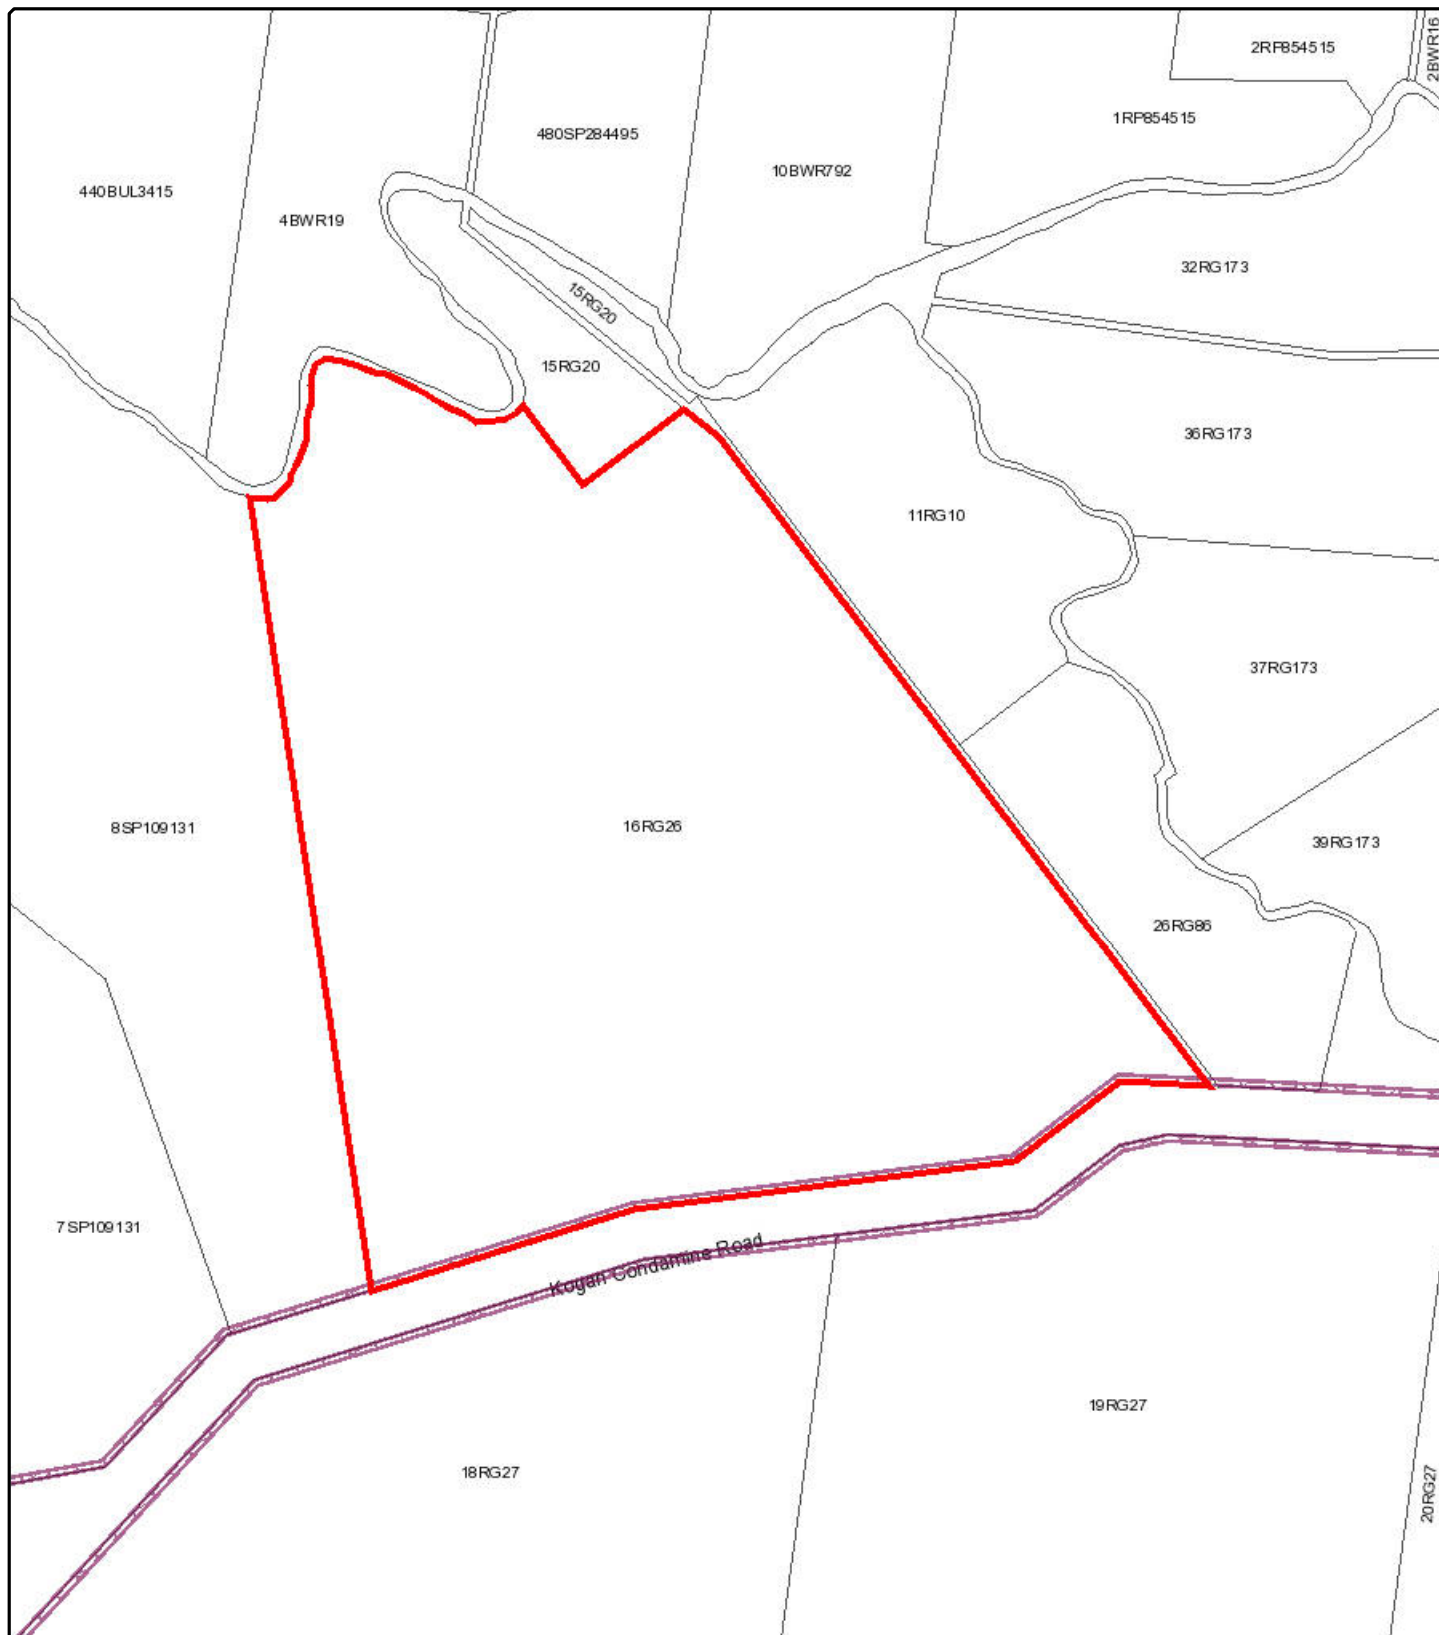 2RP854515
2BWR16
1RP854515
480SP284495
10BWR792
440BUL3415
4BWR19
32RG173
15RG20
15RG20
36RG173
11RG10
37RG173
8SP109131
16RG26
39RG173
26RG86
7SP109131
Kogan Condamine Road
19RG27
18RG27
20RG27